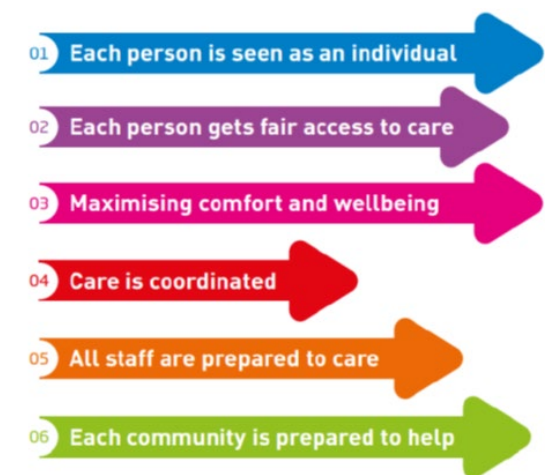 01 Each person is seen as an individual
02 Each person gets fair access to care
03 Maximising comfort and wellbeing
04 Care is coordinated
05 All staff are prepared to care
06 Each community is prepared to help